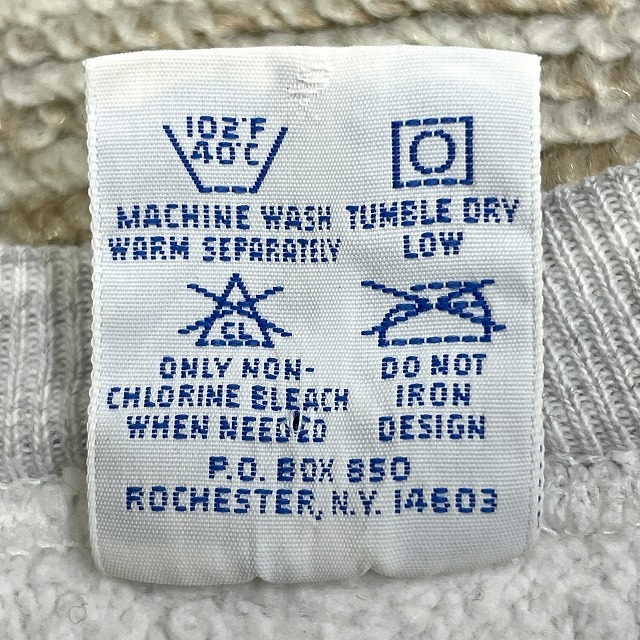 102°F
40°C
MACHINE WASH
WARM SEPARATELY
TUMBLE DRY
LOW
CL
ONLY NON-
CHLORINE BLEACH
WHEN NEEDED
DO NOT
IRON
DESIGN
P.O. BOX 850
ROCHESTER, N.Y. 14603